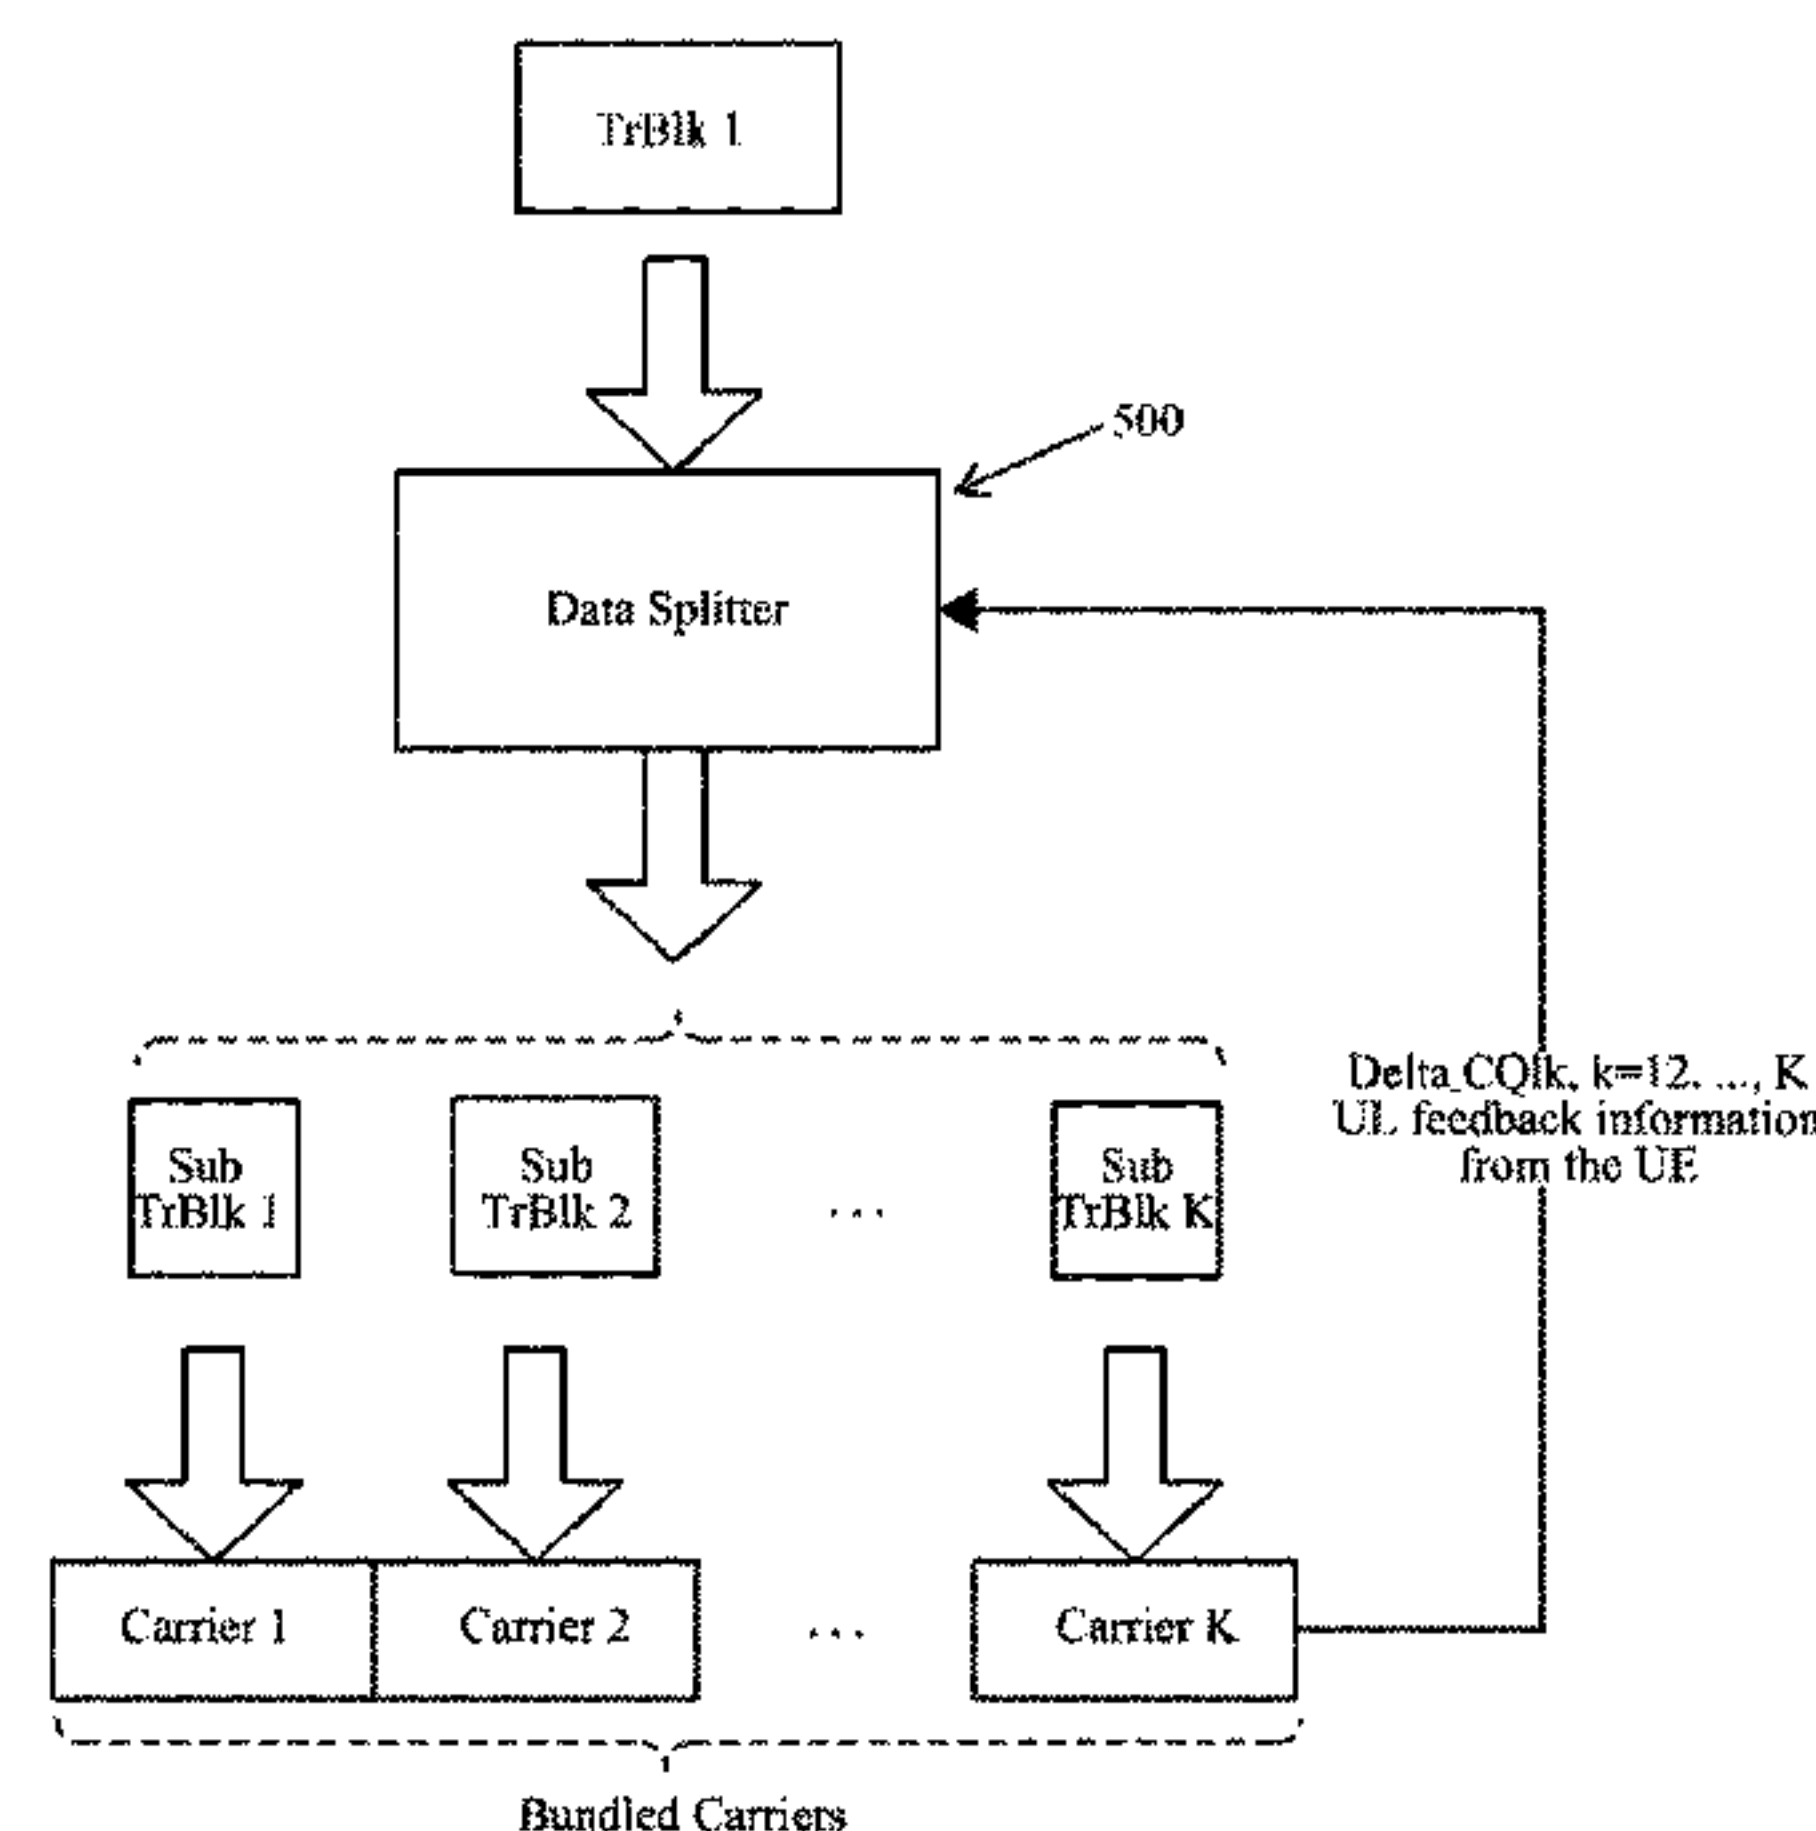 TrBlk 1
500
Data Splitter
Delta_CQIk, k=12, ..., K
UL feedback information
from the UE
Sub
TrBlk 1
Sub
TrBlk 2
...
Sub
TrBlk K
Carrier 1
Carrier 2
...
Carrier K
Bundled Carriers